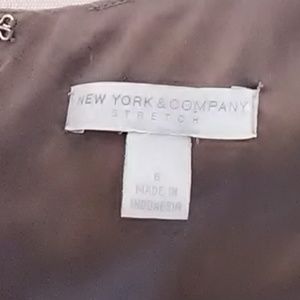 NEW YORK & COMPANY
STRETCH
6
MADE IN
INDONESIA